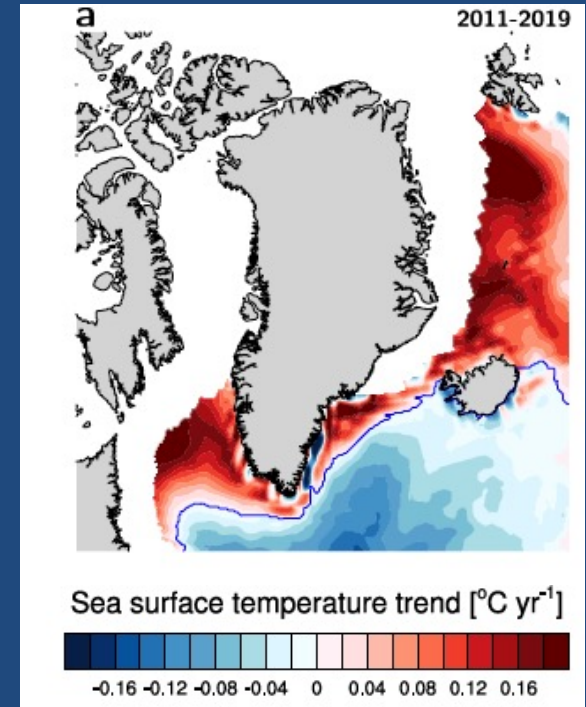 a
2011-2019
Sea surface temperature trend [°C yr⁻¹]
-0.16 -0.12 -0.08 -0.04 0 0.04 0.08 0.12 0.16